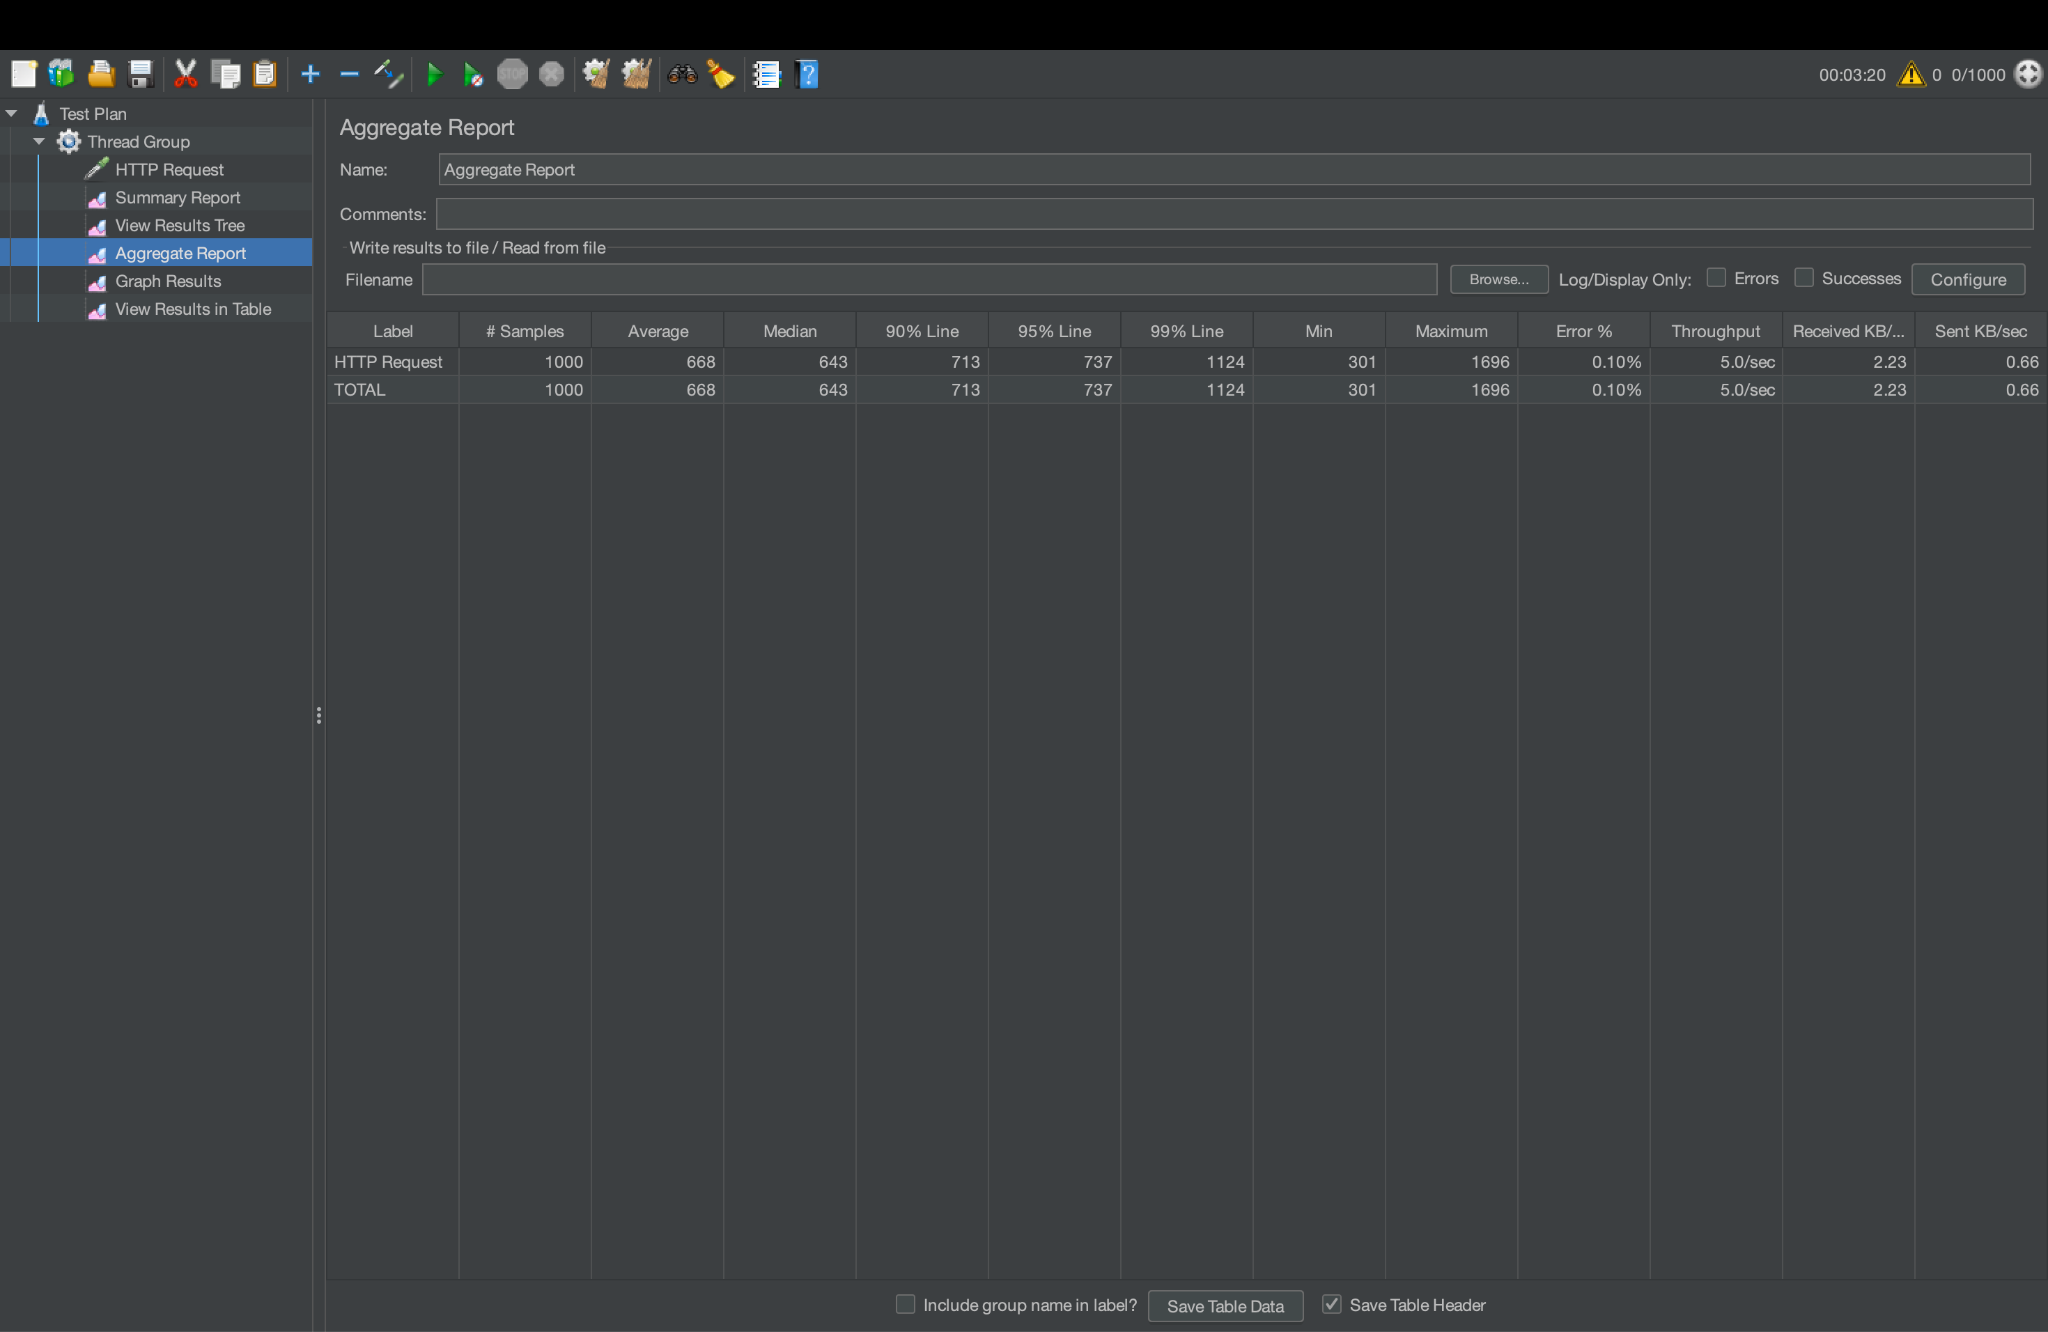 STOP
00:03:20 0 0/1000
Test Plan
Thread Group
HTTP Request
Summary Report
View Results Tree
Aggregate Report
Graph Results
View Results in Table
Aggregate Report
Name: Aggregate Report
Comments:
Write results to file / Read from file
Filename Browse... Log/Display Only: Errors Successes Configure
Label # Samples Average Median 90% Line 95% Line 99% Line Min Maximum Error % Throughput Received KB/... Sent KB/sec
HTTP Request 1000 668 643 713 737 1124 301 1696 0.10% 5.0/sec 2.23 0.66
TOTAL 1000 668 643 713 737 1124 301 1696 0.10% 5.0/sec 2.23 0.66
Include group name in label? Save Table Data Save Table Header